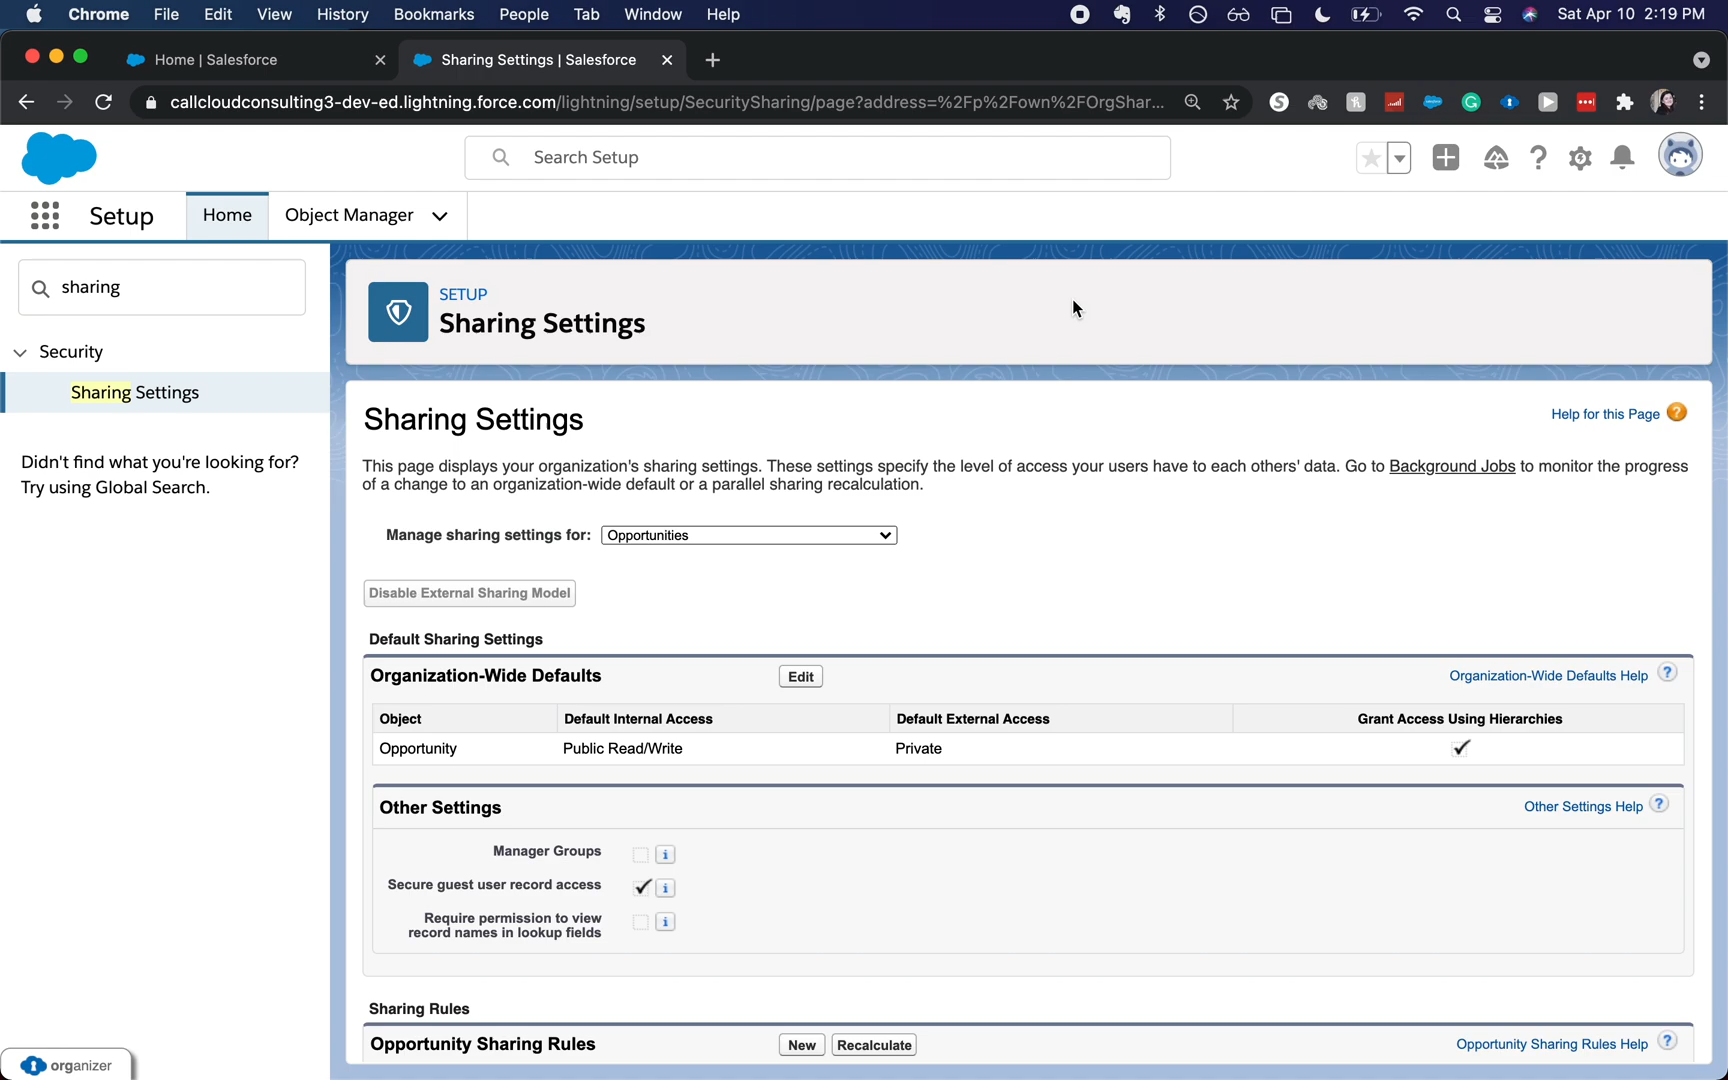 Chrome File Edit View History Bookmarks People Tab Window Help Sat Apr 10 2:19 PM
Home | Salesforce Sharing Settings | Salesforce
callcloudconsulting3-dev-ed.lightning.force.com/lightning/setup/SecuritySharing/page?address=%2Fp%2Fown%2FOrgShar...
Search Setup
Setup Home Object Manager
sharing
Security
Sharing Settings
Didn't find what you're looking for?
Try using Global Search.
organizer
SETUP
Sharing Settings
Sharing Settings
Help for this Page ?
This page displays your organization's sharing settings. These settings specify the level of access your users have to each others' data. Go to Background Jobs to monitor the progress
of a change to an organization-wide default or a parallel sharing recalculation.
Manage sharing settings for: Opportunities
Disable External Sharing Model
Default Sharing Settings
Organization-Wide Defaults Edit Organization-Wide Defaults Help ?
Object Default Internal Access Default External Access Grant Access Using Hierarchies
Opportunity Public Read/Write Private
Other Settings Other Settings Help ?
Manager Groups i
Secure guest user record access i
Require permission to view
record names in lookup fields i
Sharing Rules
Opportunity Sharing Rules New Recalculate Opportunity Sharing Rules Help ?